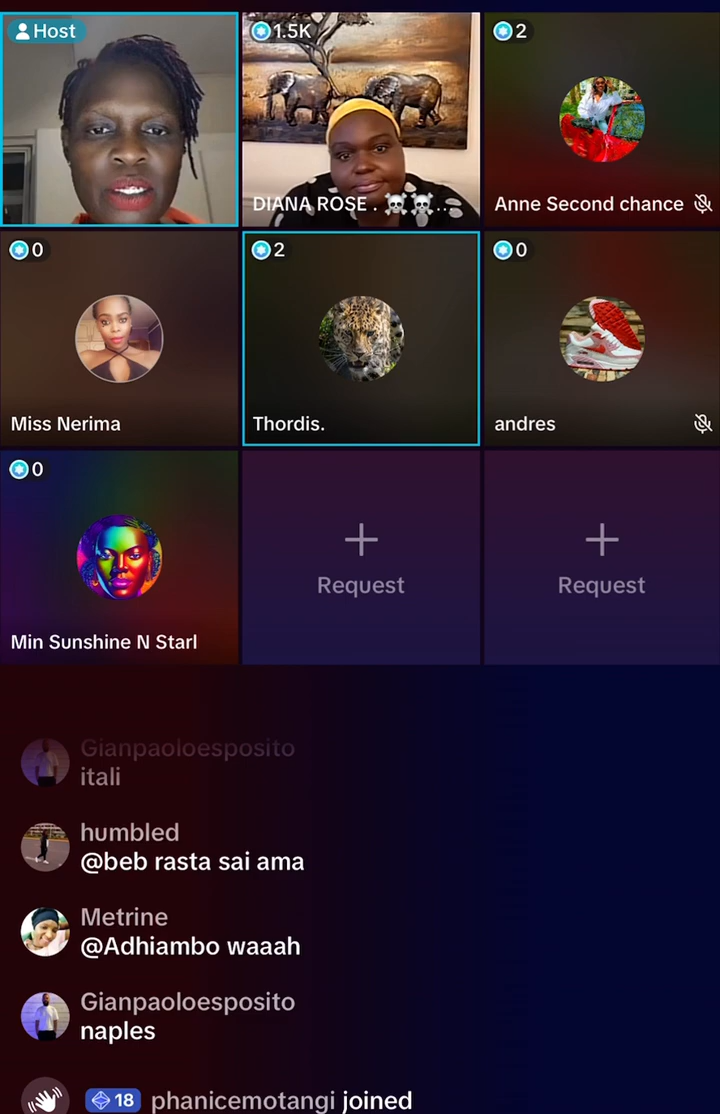 Host
1.5K
2
DIANA ROSE . ☠️☠️...
Anne Second chance
0
2
0
Miss Nerima
Thordis.
andres
0
Request
Request
Min Sunshine N Starl
Gianpaoloesposito
itali
humbled
@beb rasta sai ama
Metrine
@Adhiambo waaah
Gianpaoloesposito
naples
18 phanicemotangi joined